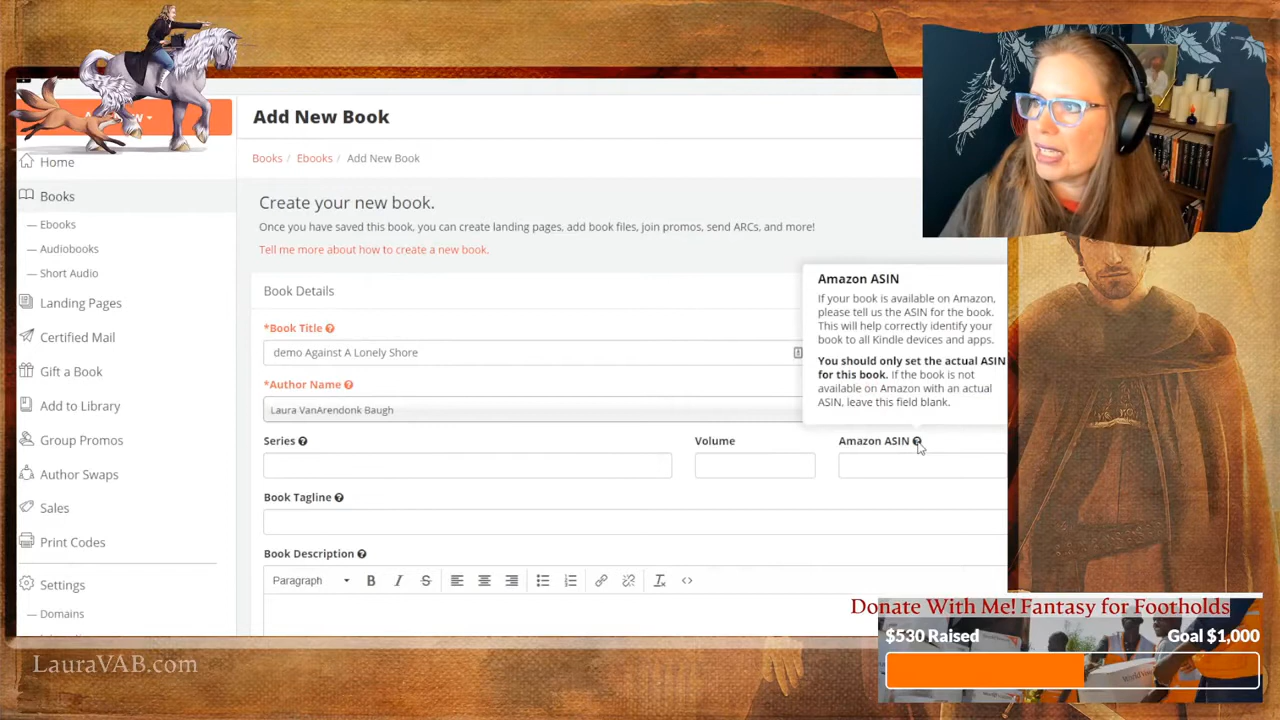 Add New Book
Books / Ebooks / Add New Book
Home
Books
— Ebooks
— Audiobooks
— Short Audio
Landing Pages
Certified Mail
Gift a Book
Add to Library
Group Promos
Author Swaps
Sales
Print Codes
Settings
— Domains
Create your new book.
Once you have saved this book, you can create landing pages, add book files, join promos, send ARCs, and more!
Tell me more about how to create a new book.
Book Details
*Book Title
demo Against A Lonely Shore
*Author Name
Laura VanArendonk Baugh
Series
Volume
Amazon ASIN
Book Tagline
Book Description
Paragraph
B I S
Amazon ASIN
If your book is available on Amazon,
please tell us the ASIN for the book.
This will help correctly identify your
book to all Kindle devices and apps.
You should only set the actual ASIN
for this book. If the book is not
available on Amazon with an actual
ASIN, leave this field blank.
Donate With Me! Fantasy for Footholds
$530 Raised
Goal $1,000
LauraVAB.com